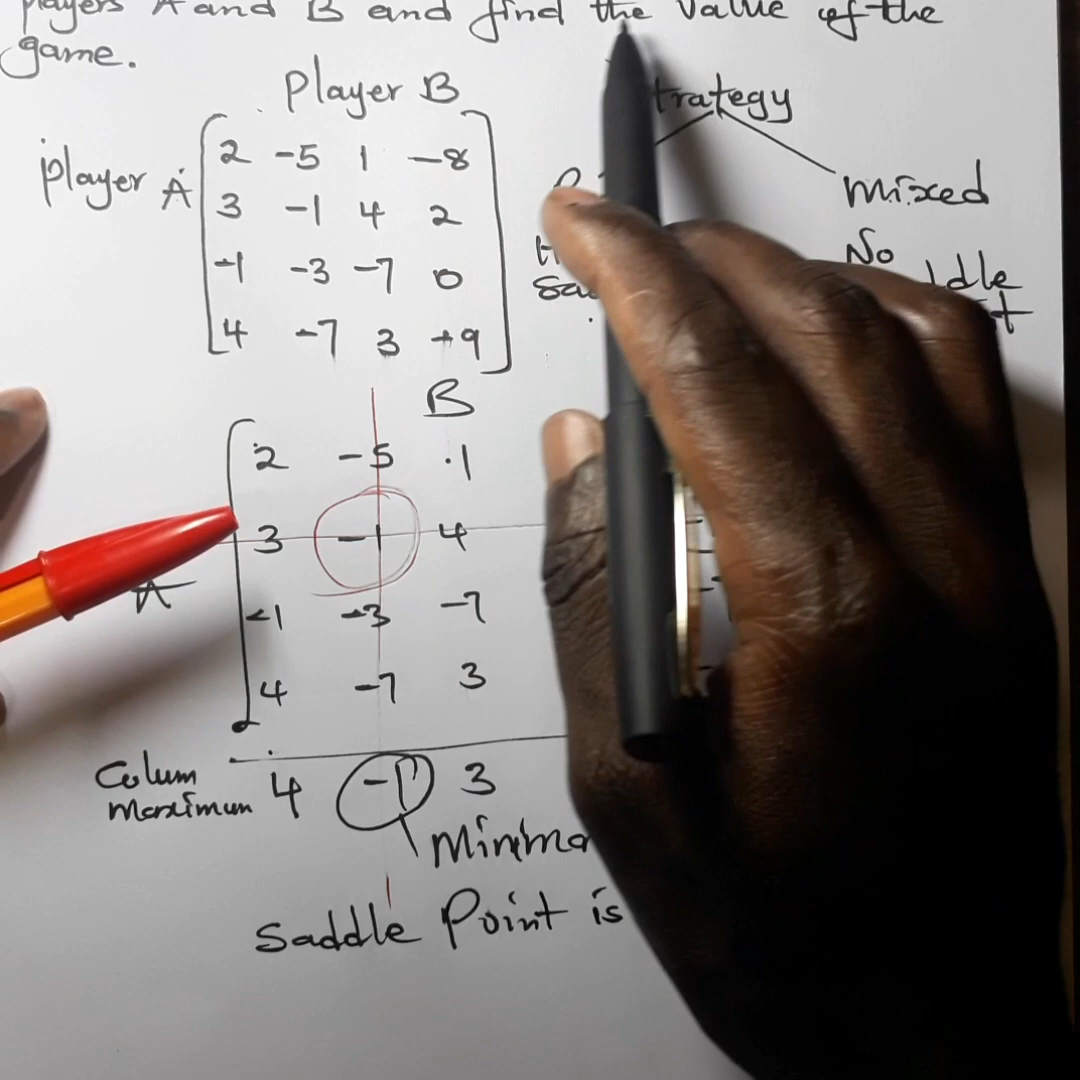 players A and B and find the value of the
game.
Player B
trategy
player A
2 -5 1 -8
3 -1 4 2
-1 -3 -7 0
4 -7 3 +9
mixed
No
B
2 -5 .1
3 -1 4
-1 -3 -7
4 -7 3
A
Colum
Maximum 4 -1 3
Minima
Saddle Point is